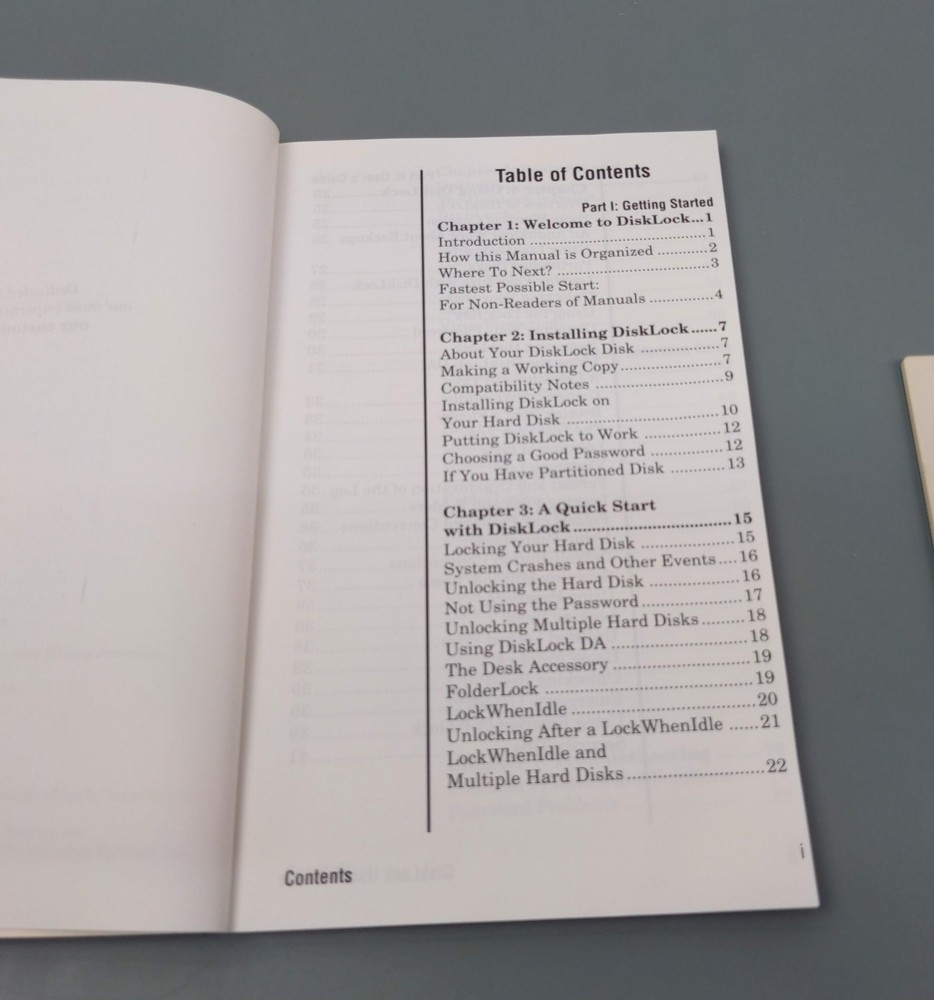 Table of Contents
Part I: Getting Started
Chapter 1: Welcome to DiskLock...1
Introduction ........................................1
How this Manual is Organized ...........2
Where To Next? ...................................3
Fastest Possible Start:
For Non-Readers of Manuals ..............4
Chapter 2: Installing DiskLock......7
About Your DiskLock Disk ..................7
Making a Working Copy.......................7
Compatibility Notes .............................9
Installing DiskLock on
Your Hard Disk ..................................10
Putting DiskLock to Work .................12
Choosing a Good Password ...............12
If You Have Partitioned Disk ............13
Chapter 3: A Quick Start
with DiskLock...................................15
Locking Your Hard Disk ....................15
System Crashes and Other Events....16
Unlocking the Hard Disk ...................16
Not Using the Password.....................17
Unlocking Multiple Hard Disks.........18
Using DiskLock DA ............................18
The Desk Accessory ............................19
FolderLock ..........................................19
LockWhenIdle .....................................20
Unlocking After a LockWhenIdle ......21
LockWhenIdle and
Multiple Hard Disks...........................22
Contents
i